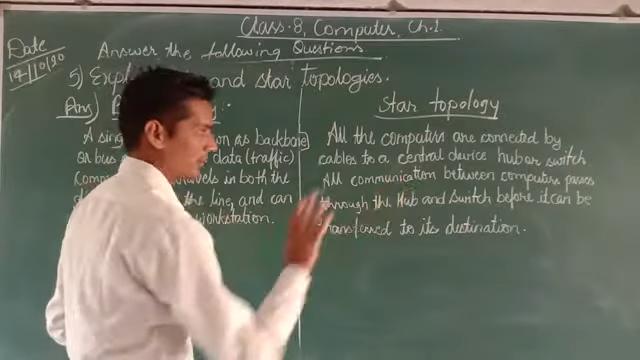 Class-8, Computer, Ch-1
Date
14/10/20
Answer the following Questions
5) Expl and star topologies.
Ans) B :-
A sing on as backbone
or bus data (traffic)
travels in both the
the line, and can
workstation.
Star topology
All the computers are connected by
cables to a central device hub or switch
All communication between computers passes
through the Hub and switch before it can be
transferred to its destination.